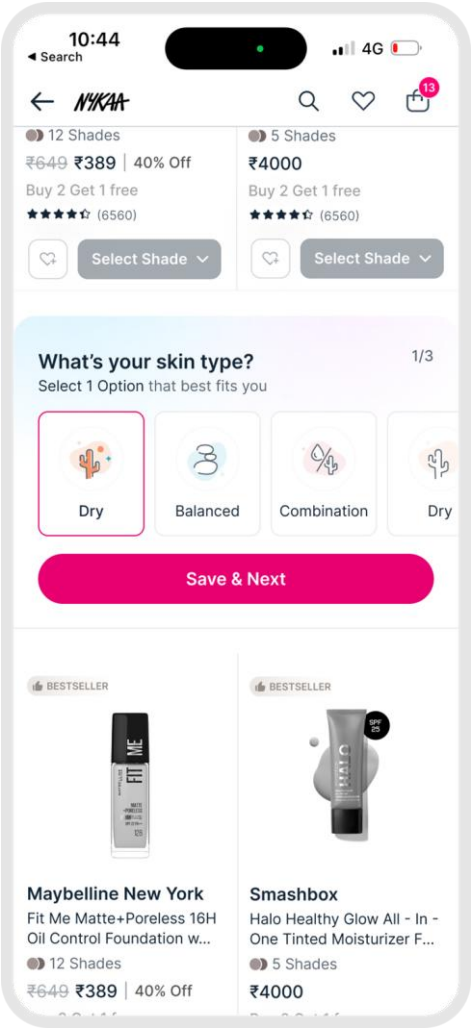 10:44
4G
◀ Search
NYKAA
13
12 Shades
5 Shades
₹649 ₹389 | 40% Off
₹4000
Buy 2 Get 1 free
Buy 2 Get 1 free
★★★★☆ (6560)
★★★★☆ (6560)
Select Shade
Select Shade
What's your skin type?
1/3
Select 1 Option that best fits you
Dry
Balanced
Combination
Dry
Save & Next
BESTSELLER
BESTSELLER
FIT ME
MATTE
+PORELESS
SPF
25
HALO
Maybelline New York
Smashbox
Fit Me Matte+Poreless 16H
Oil Control Foundation w...
Halo Healthy Glow All - In -
One Tinted Moisturizer F...
12 Shades
5 Shades
₹649 ₹389 | 40% Off
₹4000